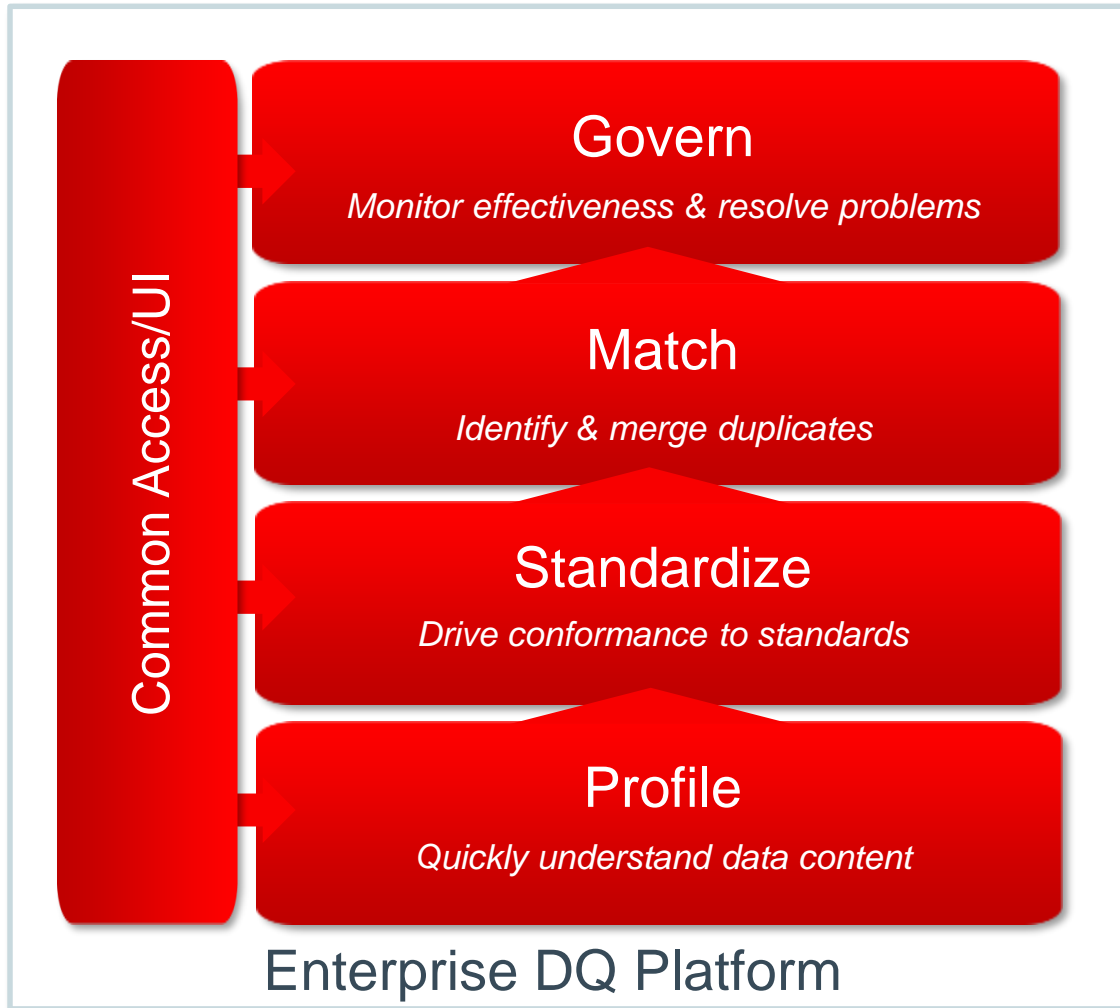 Common Access/UI
Govern
Monitor effectiveness & resolve problems
Match
Identify & merge duplicates
Standardize
Drive conformance to standards
Profile
Quickly understand data content
Enterprise DQ Platform